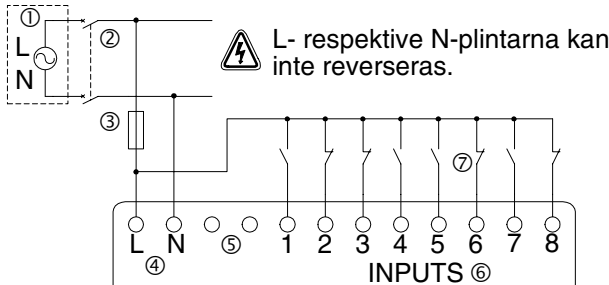 ①
L
N
②
L- respektive N-plintarna kan
inte reverseras.
③
⑦
L N 1 2 3 4 5 6 7 8
④ ⑤
INPUTS ⑥